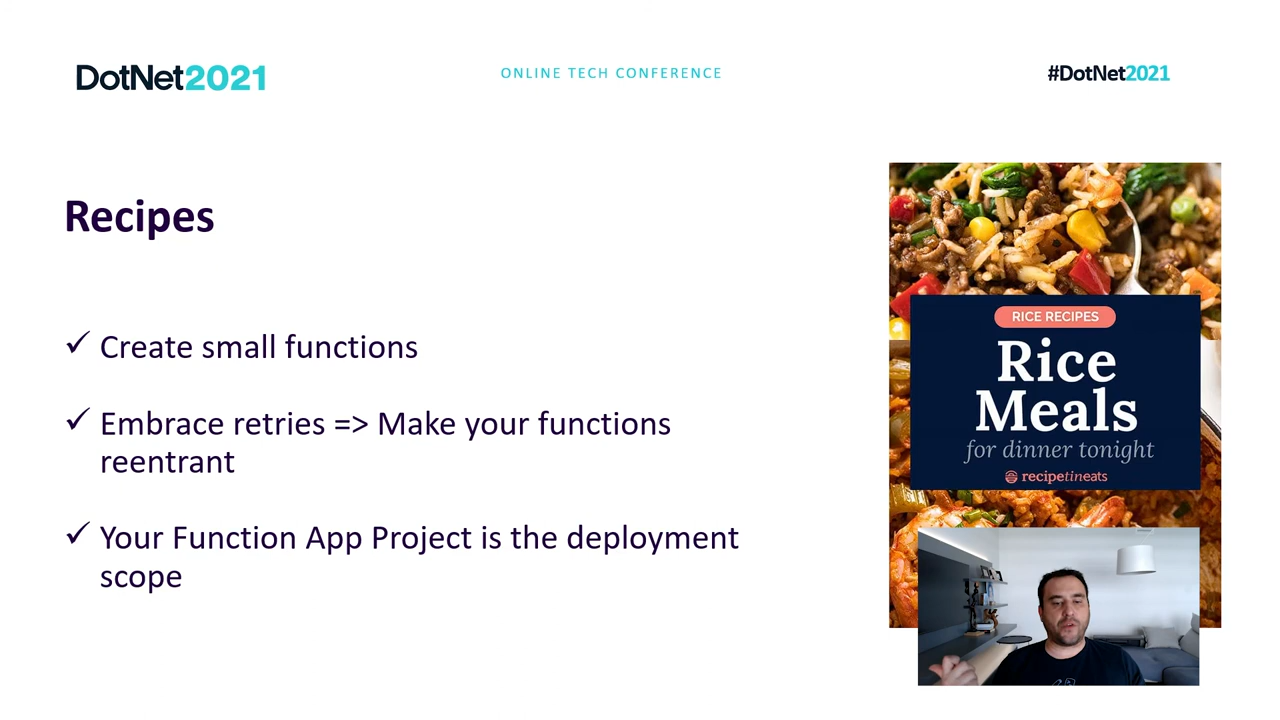 DotNet2021
ONLINE TECH CONFERENCE
#DotNet2021
Recipes
✓ Create small functions
✓ Embrace retries => Make your functions
reentrant
✓ Your Function App Project is the deployment
scope
RICE RECIPES
Rice
Meals
for dinner tonight
recipetineats